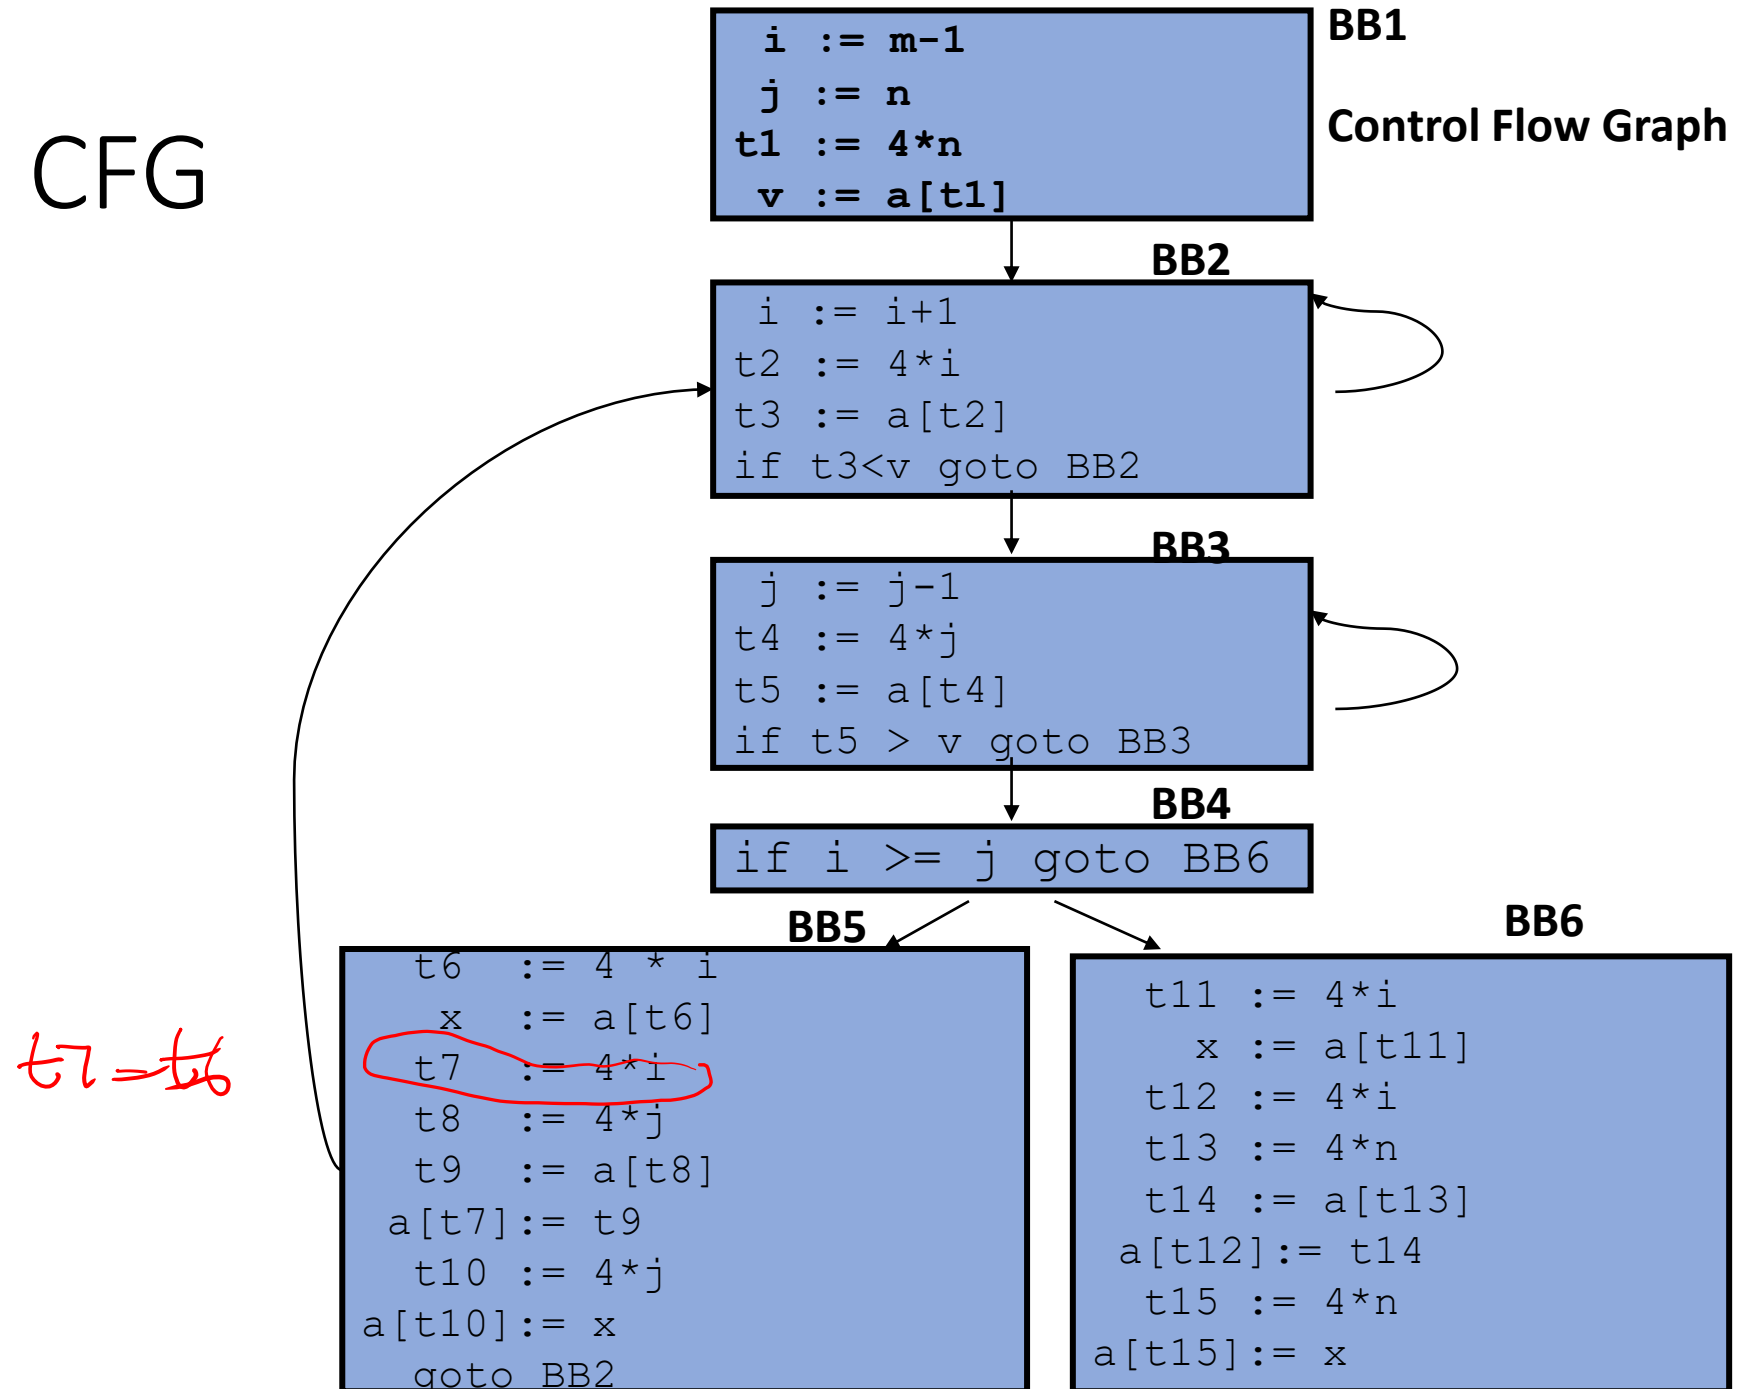 CFG
BB1
Control Flow Graph
i := m-1
j := n
t1 := 4*n
v := a[t1]
BB2
i := i+1
t2 := 4*i
t3 := a[t2]
if t3<v goto BB2
BB3
j := j-1
t4 := 4*j
t5 := a[t4]
if t5 > v goto BB3
BB4
if i >= j goto BB6
BB5
t6 := 4 * i
x := a[t6]
t7 := 4*i
t8 := 4*j
t9 := a[t8]
a[t7]:= t9
t10 := 4*j
a[t10]:= x
goto BB2
t7=t6
BB6
t11 := 4*i
x := a[t11]
t12 := 4*i
t13 := 4*n
t14 := a[t13]
a[t12]:= t14
t15 := 4*n
a[t15]:= x